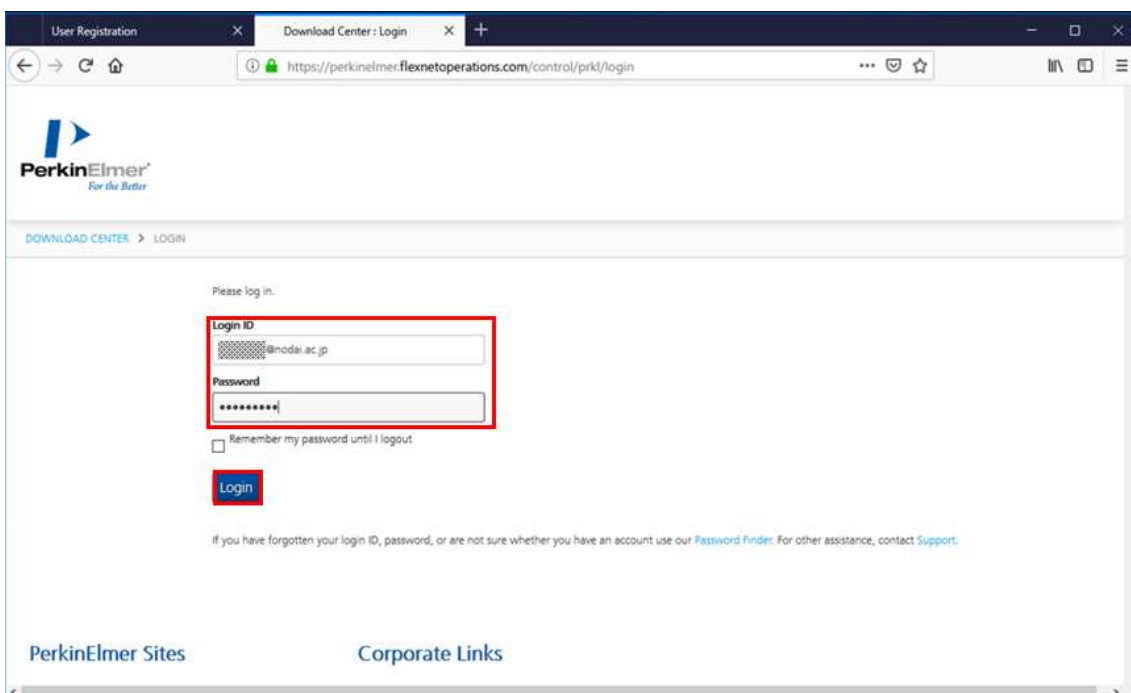 User Registration
Download Center : Login
https://perkinelmer.flexnetoperations.com/control/prkl/login
PerkinElmer
For the Better
DOWNLOAD CENTER > LOGIN
Please log in.
Login ID
@nodai.ac.jp
Password
Remember my password until I logout
Login
If you have forgotten your login ID, password, or are not sure whether you have an account use our Password Finder. For other assistance, contact Support.
PerkinElmer Sites
Corporate Links